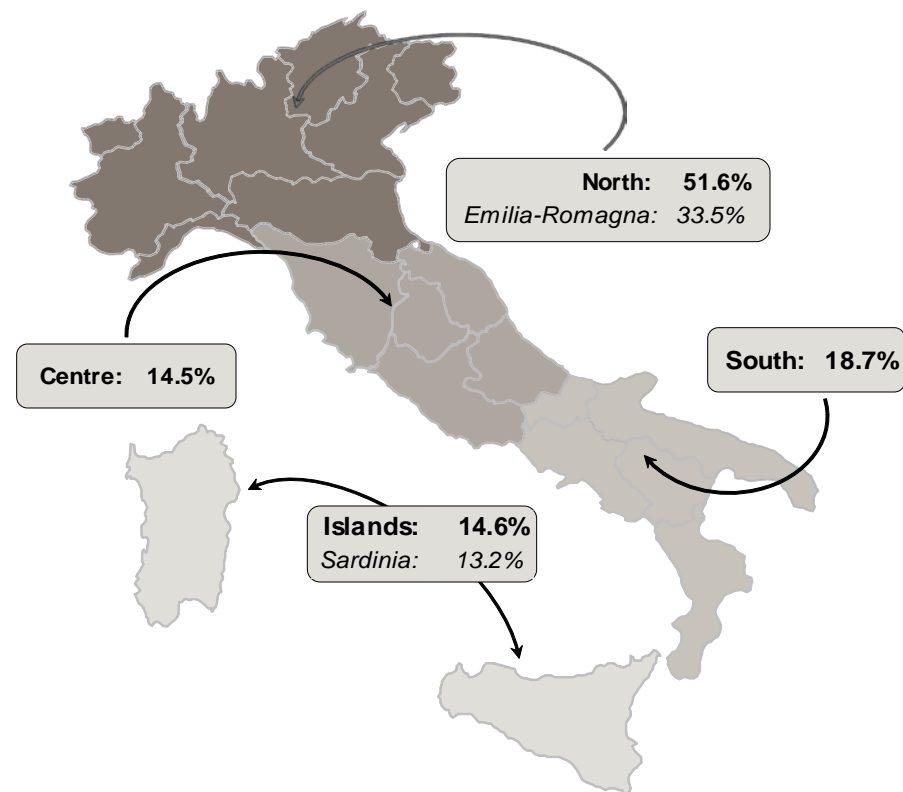 North: 51.6%
Emilia-Romagna: 33.5%
South: 18.7%
Centre: 14.5%
Islands: 14.6%
Sardinia: 13.2%